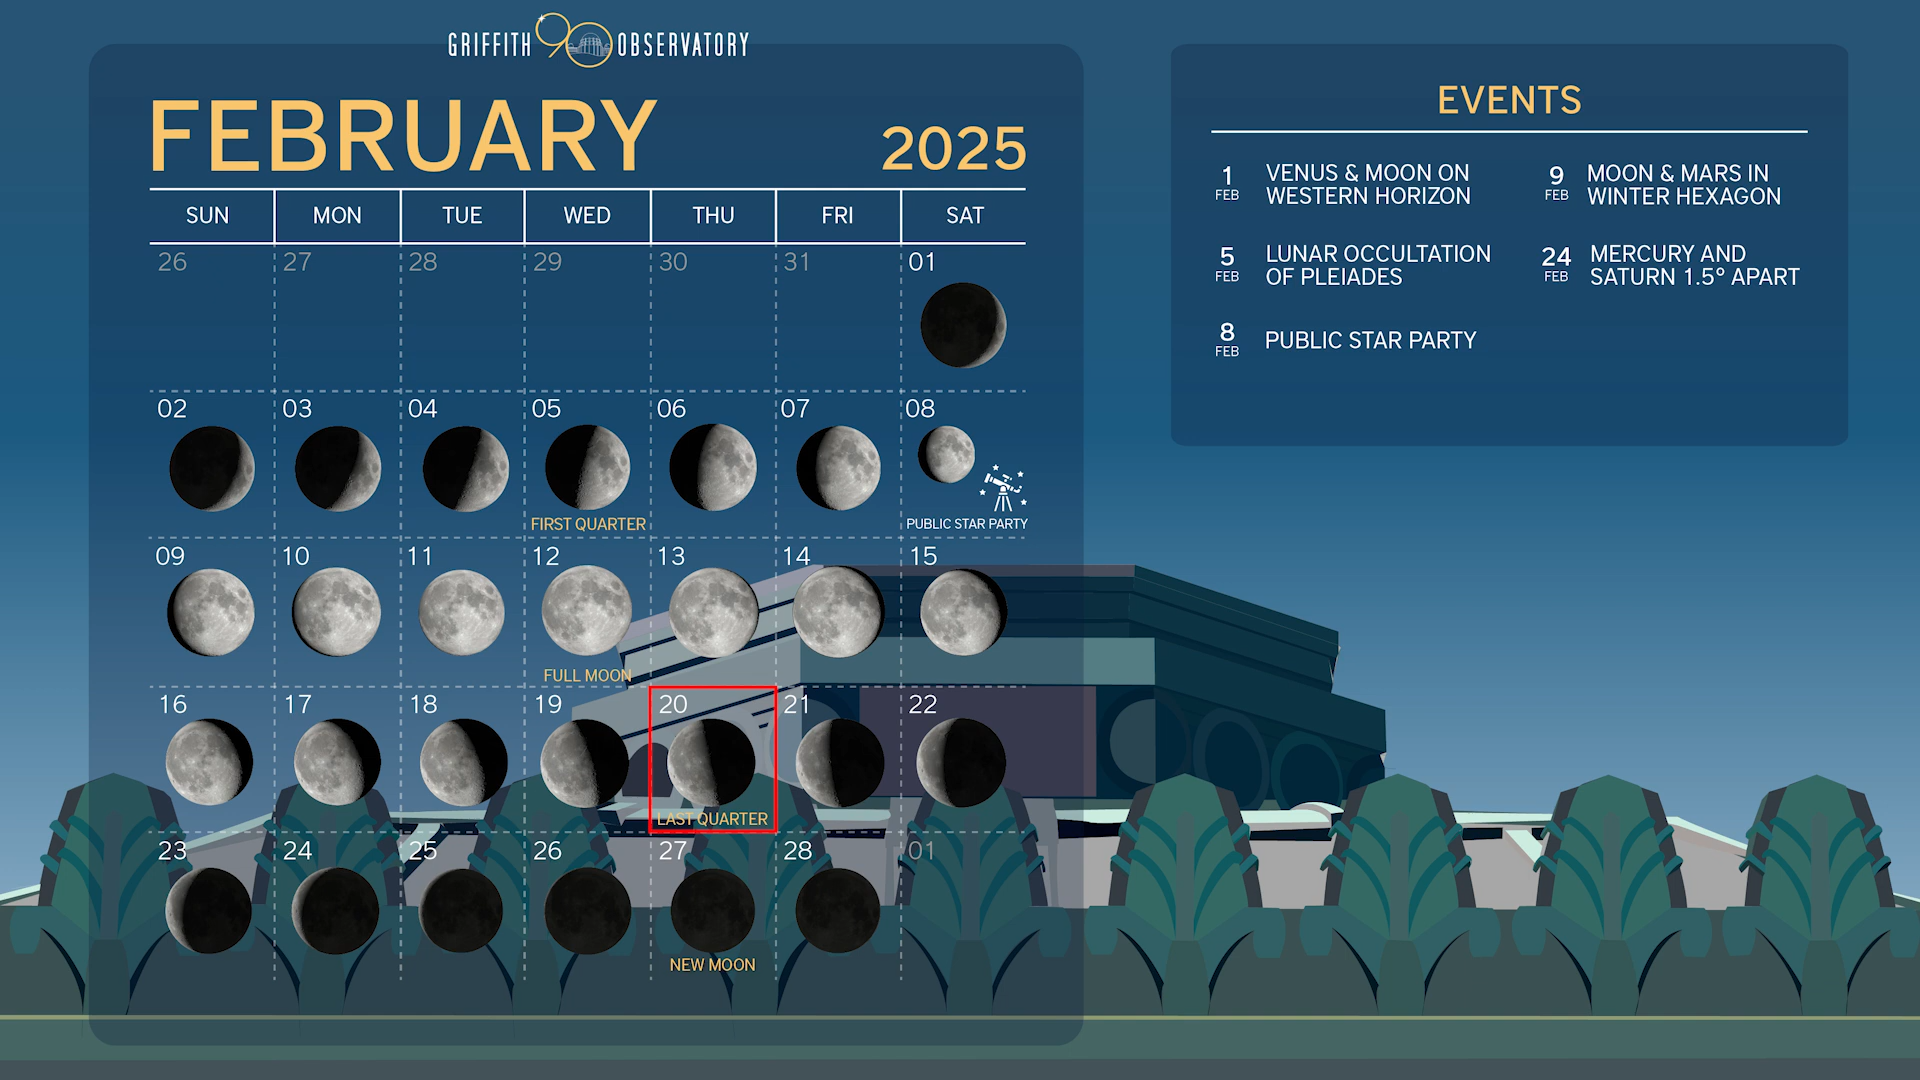 GRIFFITH 90 OBSERVATORY
FEBRUARY 2025
SUN MON TUE WED THU FRI SAT
26 27 28 29 30 31 01
02 03 04 05 06 07 08
FIRST QUARTER PUBLIC STAR PARTY
09 10 11 12 13 14 15
FULL MOON
16 17 18 19 20 21 22
LAST QUARTER
23 24 25 26 27 28 01
NEW MOON
EVENTS
1 FEB
VENUS & MOON ON
WESTERN HORIZON
5 FEB
LUNAR OCCULTATION
OF PLEIADES
8 FEB
PUBLIC STAR PARTY
9 FEB
MOON & MARS IN
WINTER HEXAGON
24 FEB
MERCURY AND
SATURN 1.5° APART